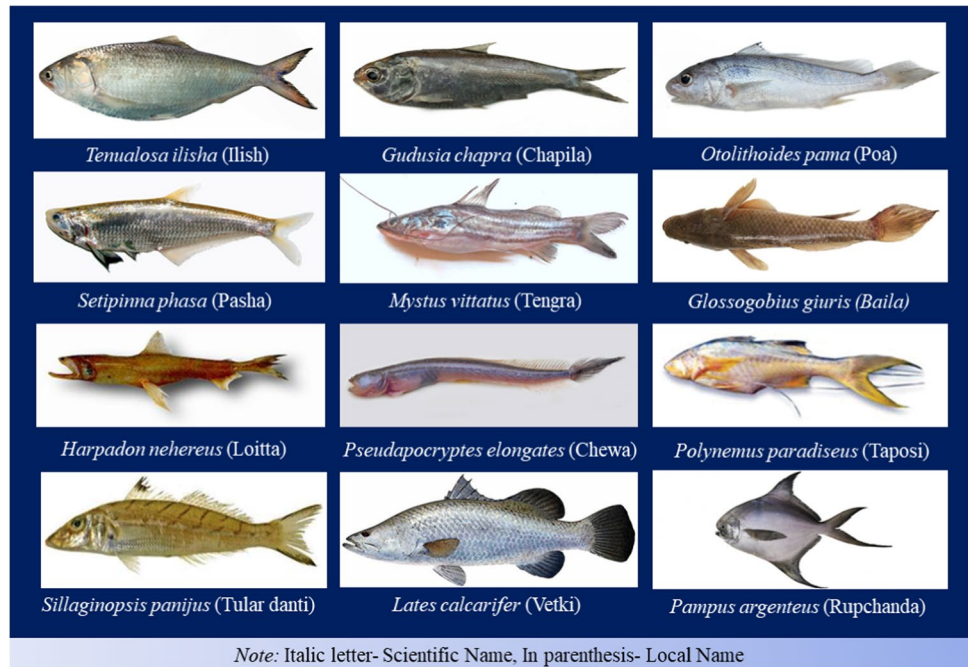 Tenualosa ilisha (Ilish)
Gudusia chapra (Chapila)
Otolithoides pama (Poa)
Setipinna phasa (Pasha)
Mystus vittatus (Tengra)
Glossogobius giuris (Baila)
Harpadon nehereus (Loitta)
Pseudapocryptes elongates (Chewa)
Polynemus paradiseus (Taposi)
Sillaginopsis panijus (Tular danti)
Lates calcarifer (Vetki)
Pampus argenteus (Rupchanda)
Note: Italic letter- Scientific Name, In parenthesis- Local Name